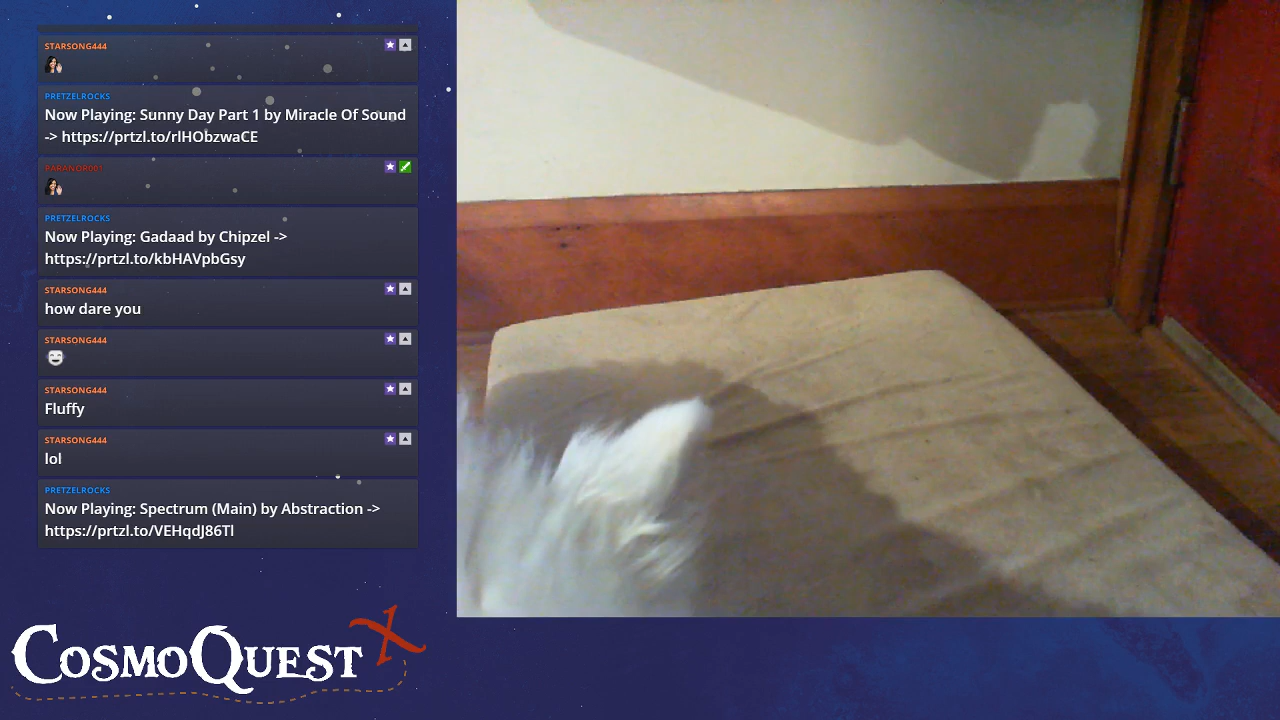 STARSONG444
PRETZELROCKS
Now Playing: Sunny Day Part 1 by Miracle Of Sound
-> https://prtzl.to/rlHObzwaCE
PRETZELROCKS
Now Playing: Gadaad by Chipzel ->
https://prtzl.to/kbHAVpbGsy
STARSONG444
how dare you
STARSONG444
STARSONG444
Fluffy
STARSONG444
lol
PRETZELROCKS
Now Playing: Spectrum (Main) by Abstraction ->
https://prtzl.to/VEHqdJ86Tl
COSMOQUEST X